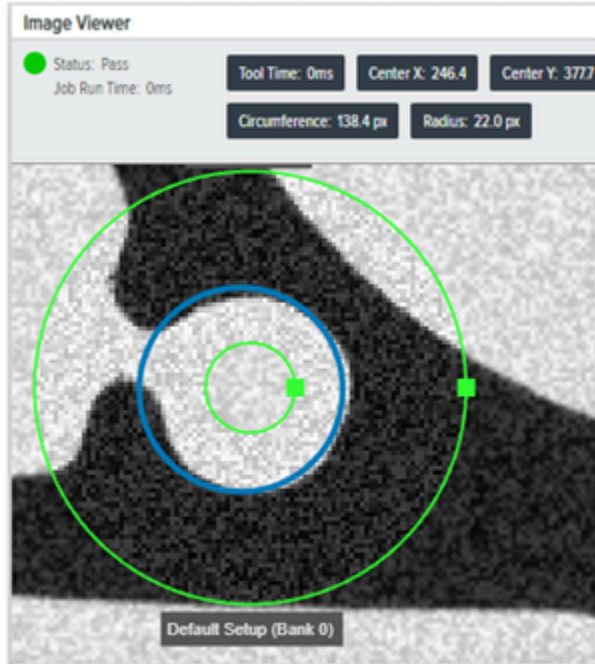 Image Viewer
Status: Pass
Job Run Time: 0ms
Tool Time: 0ms
Center X: 246.4
Center Y: 377.7
Circumference: 138.4 px
Radius: 22.0 px
Default Setup (Bank 0)